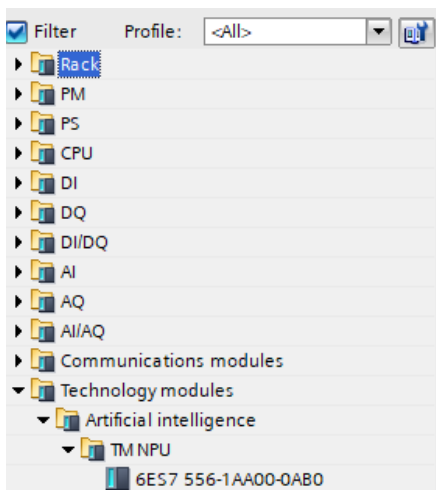 Filter Profile: <All>
Rack
PM
PS
CPU
DI
DQ
DI/DQ
AI
AQ
AI/AQ
Communications modules
Technology modules
Artificial intelligence
TM NPU
6ES7 556-1AA00-0AB0